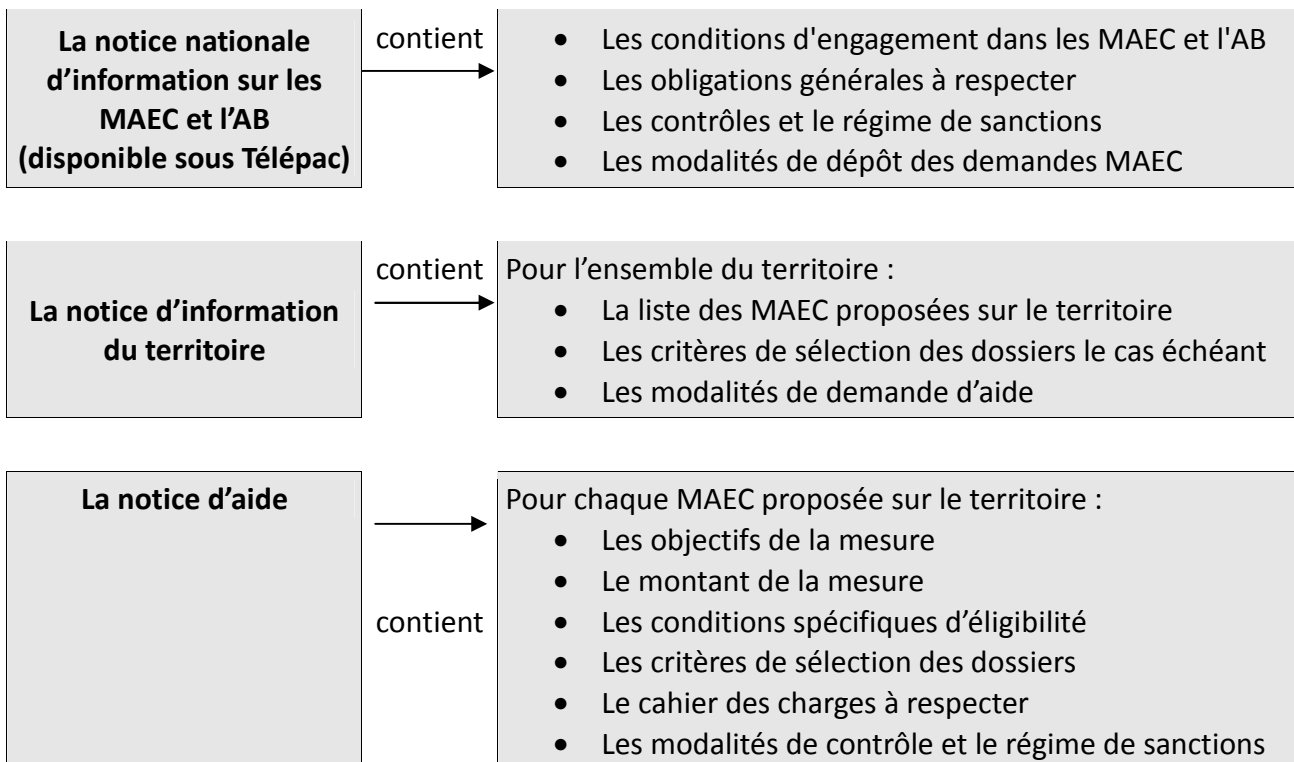 La notice nationale
d’information sur les
MAEC et l’AB
(disponible sous Télépac)
contient
• Les conditions d'engagement dans les MAEC et l'AB
• Les obligations générales à respecter
• Les contrôles et le régime de sanctions
• Les modalités de dépôt des demandes MAEC
La notice d’information
du territoire
contient
Pour l’ensemble du territoire :
• La liste des MAEC proposées sur le territoire
• Les critères de sélection des dossiers le cas échéant
• Les modalités de demande d’aide
La notice d’aide
contient
Pour chaque MAEC proposée sur le territoire :
• Les objectifs de la mesure
• Le montant de la mesure
• Les conditions spécifiques d’éligibilité
• Les critères de sélection des dossiers
• Le cahier des charges à respecter
• Les modalités de contrôle et le régime de sanctions